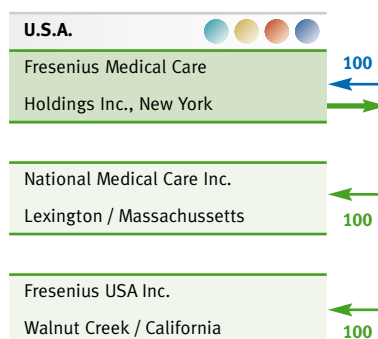 U.S.A.
Fresenius Medical Care
Holdings Inc., New York
100
National Medical Care Inc.
Lexington / Massachussetts
100
Fresenius USA Inc.
Walnut Creek / California
100